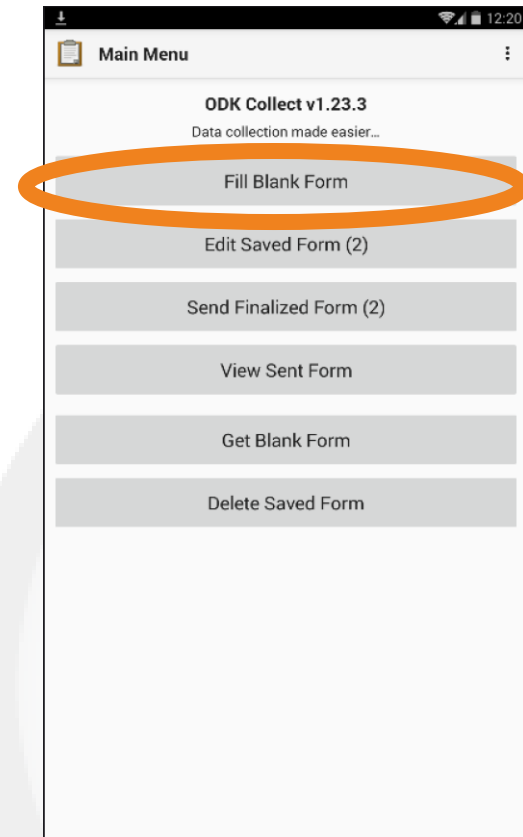 12:20
Main Menu
ODK Collect v1.23.3
Data collection made easier...
Fill Blank Form
Edit Saved Form (2)
Send Finalized Form (2)
View Sent Form
Get Blank Form
Delete Saved Form